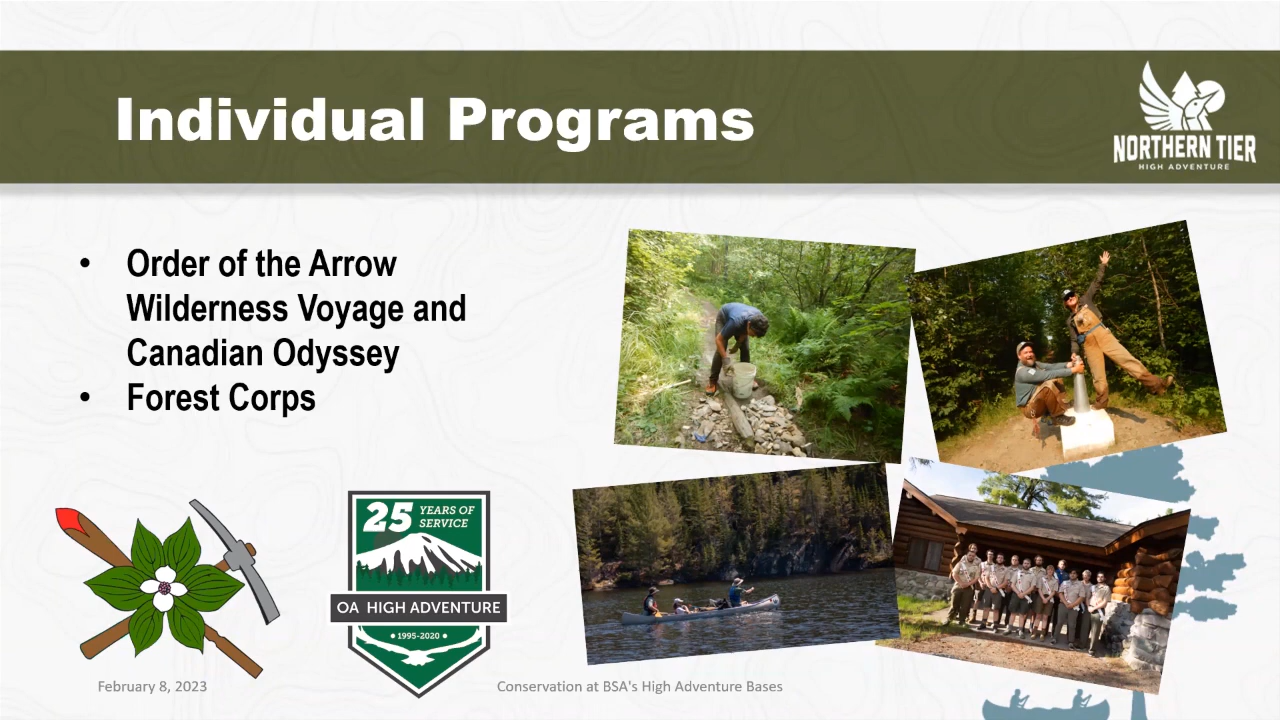 Individual Programs
NORTHERN TIER
HIGH ADVENTURE
• Order of the Arrow
Wilderness Voyage and
Canadian Odyssey
• Forest Corps
25 YEARS OF
SERVICE
OA HIGH ADVENTURE
• 1995-2020 •
February 8, 2023
Conservation at BSA's High Adventure Bases